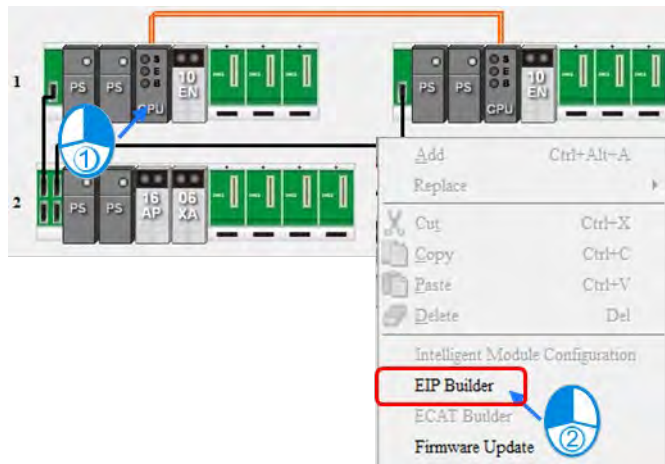 1
PS PS CPU 10 EN
S
E
B
PS PS CPU 10 EN
S
E
B
①
2
PS PS 16 AP 06 XA
Add Ctrl+Alt+A
Replace
Cut Ctrl+X
Copy Ctrl+C
Paste Ctrl+V
Delete Del
Intelligent Module Configuration
EIP Builder
ECAT Builder
②
Firmware Update